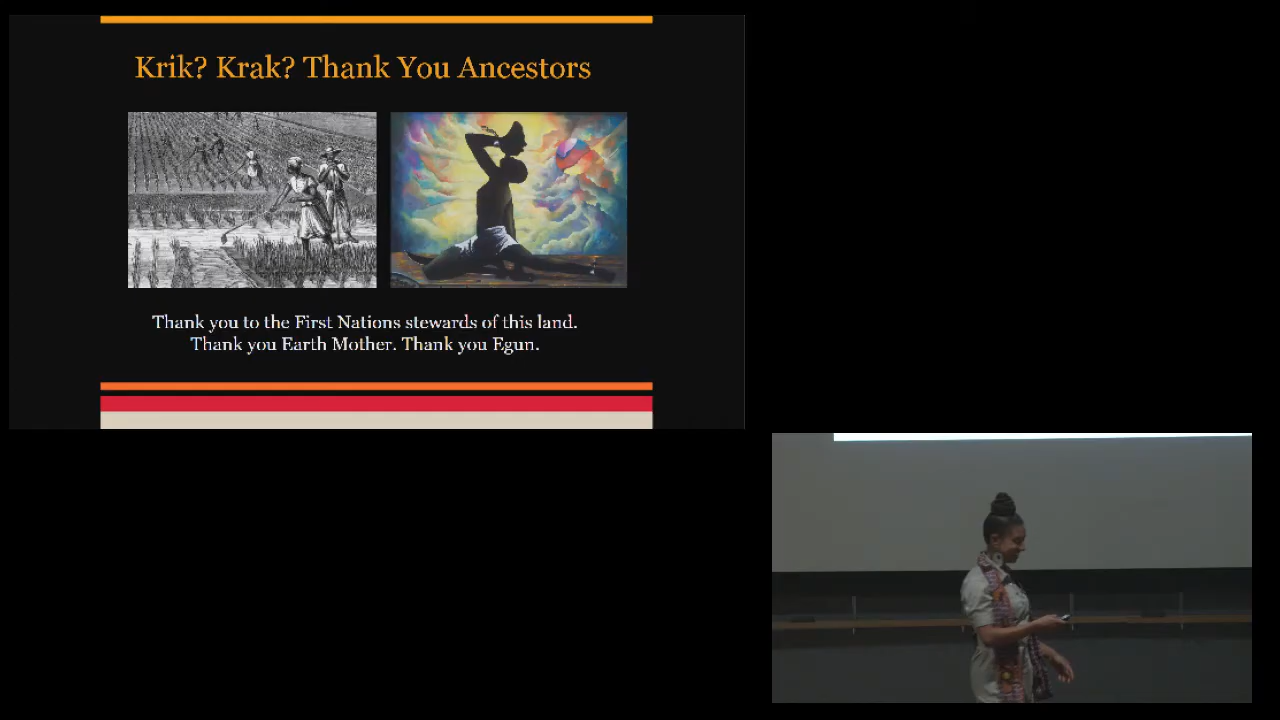 Krik? Krak? Thank You Ancestors
Thank you to the First Nations stewards of this land.
Thank you Earth Mother. Thank you Egun.